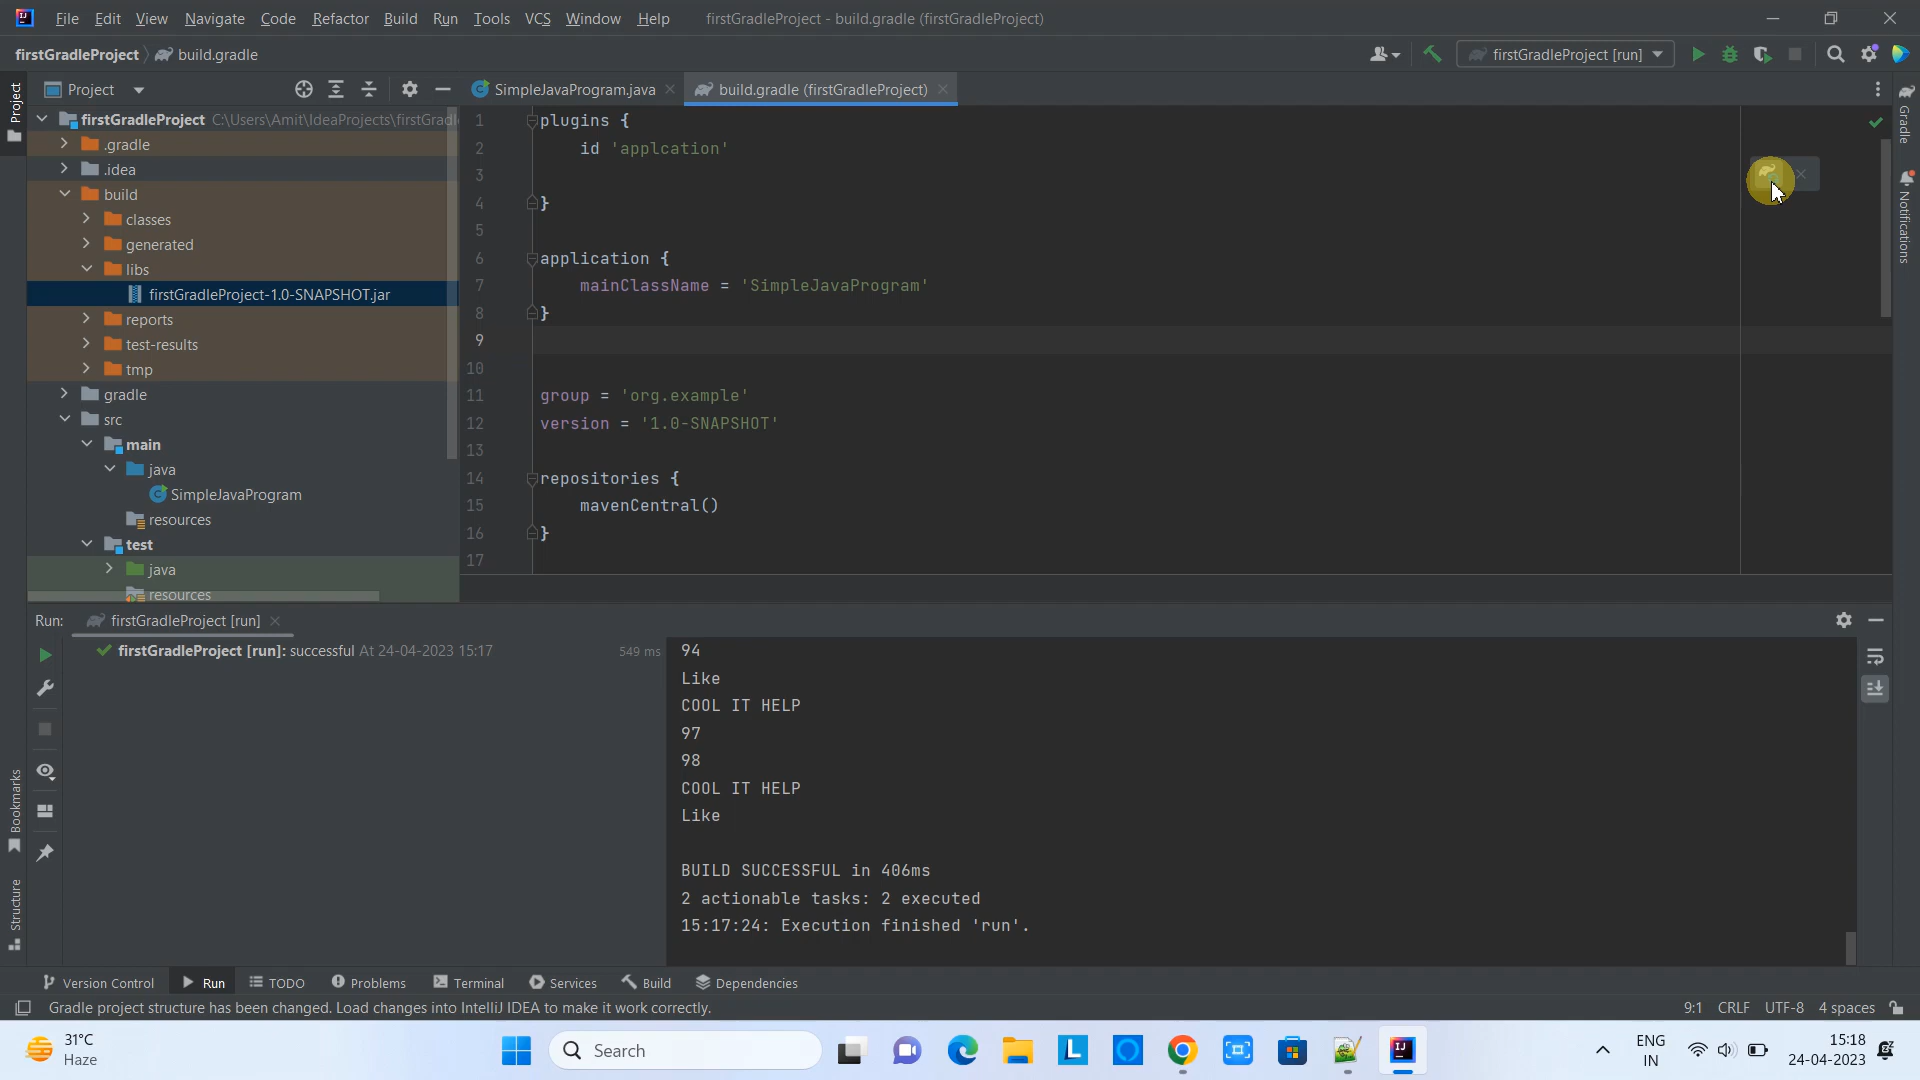 File Edit View Navigate Code Refactor Build Run Tools VCS Window Help firstGradleProject - build.gradle (firstGradleProject)
firstGradleProject build.gradle
firstGradleProject [run]
Project
SimpleJavaProgram.java
build.gradle (firstGradleProject)
Project
firstGradleProject C:\Users\Amit\IdeaProjects\firstGradl
.gradle
.idea
build
classes
generated
libs
firstGradleProject-1.0-SNAPSHOT.jar
reports
test-results
tmp
gradle
src
main
java
SimpleJavaProgram
resources
test
java
resources
1 plugins {
2 id 'applcation'
3
4 }
5
6 application {
7 mainClassName = 'SimpleJavaProgram'
8 }
9
10
11 group = 'org.example'
12 version = '1.0-SNAPSHOT'
13
14 repositories {
15 mavenCentral()
16 }
17
Gradle
Notifications
Run: firstGradleProject [run]
firstGradleProject [run]: successful At 24-04-2023 15:17 549 ms
94
Like
COOL IT HELP
97
98
COOL IT HELP
Like
BUILD SUCCESSFUL in 406ms
2 actionable tasks: 2 executed
15:17:24: Execution finished 'run'.
Bookmarks
Structure
Version Control Run TODO Problems Terminal Services Build Dependencies
Gradle project structure has been changed. Load changes into IntelliJ IDEA to make it work correctly.
9:1 CRLF UTF-8 4 spaces
31°C
Haze
Search
ENG
IN
15:18
24-04-2023